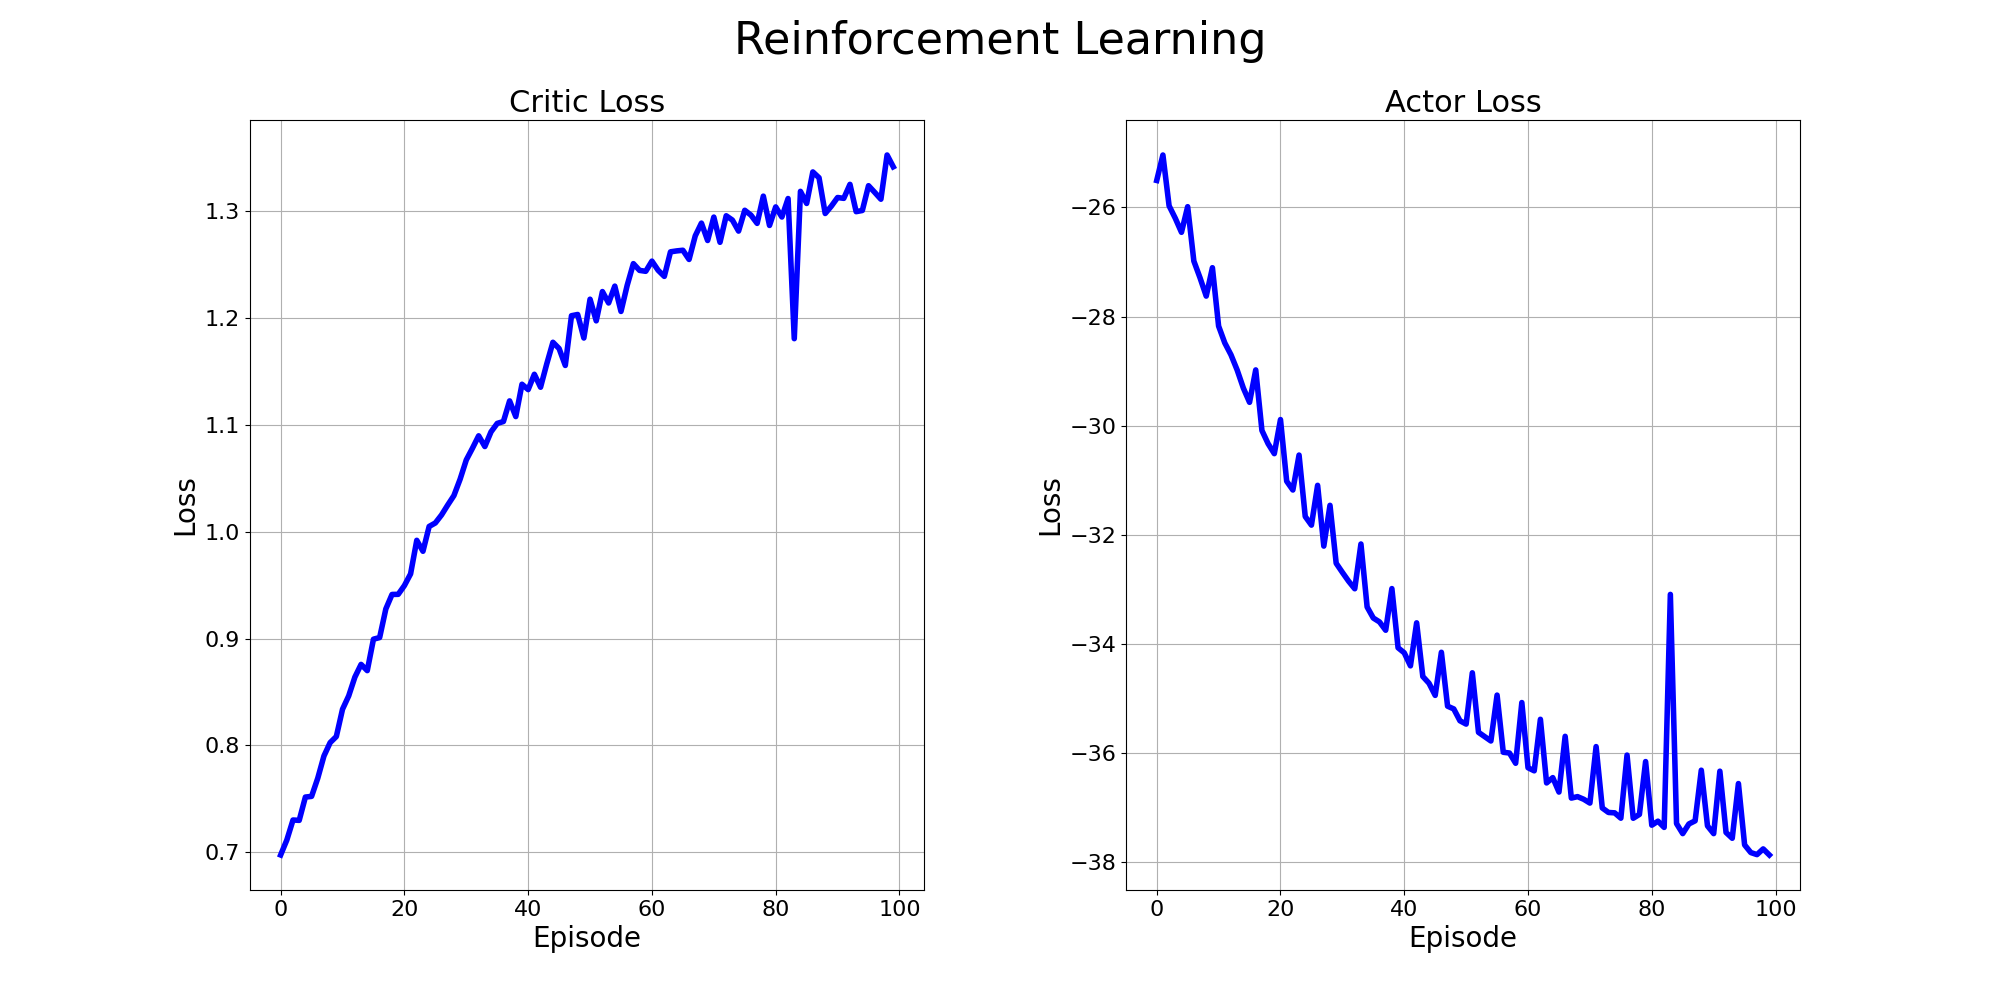 Reinforcement Learning
Critic Loss
Loss
1.3
1.2
1.1
1.0
0.9
0.8
0.7
0 20 40 60 80 100
Episode
Actor Loss
Loss
−26
−28
−30
−32
−34
−36
−38
0 20 40 60 80 100
Episode